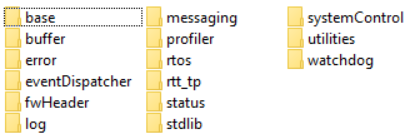 base
buffer
error
eventDispatcher
fwHeader
log
messaging
profiler
rtos
rtt_tp
status
stdlib
systemControl
utilities
watchdog